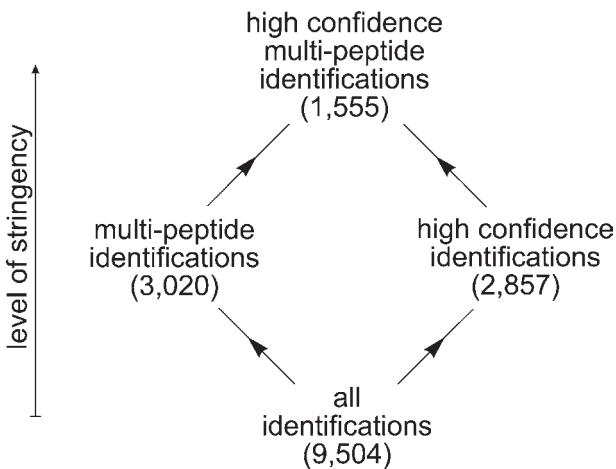 high confidence
multi-peptide
identifications
(1,555)
level of stringency
multi-peptide
identifications
(3,020)
high confidence
identifications
(2,857)
all
identifications
(9,504)